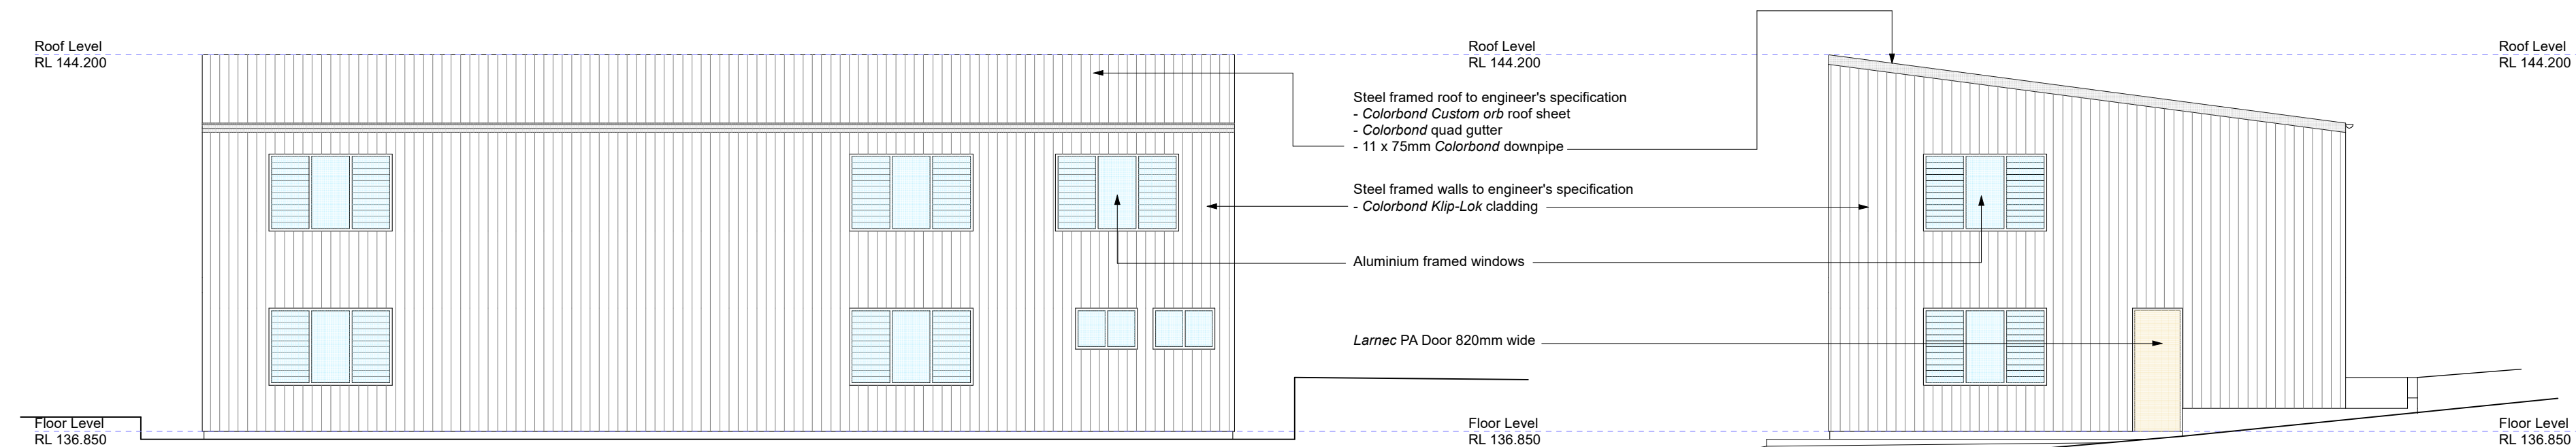 Roof Level
RL 144.200
Roof Level
RL 144.200
Roof Level
RL 144.200
Steel framed roof to engineer's specification
- Colorbond Custom orb roof sheet
- Colorbond quad gutter
- 11 x 75mm Colorbond downpipe
Steel framed walls to engineer's specification
- Colorbond Klip-Lok cladding
Aluminium framed windows
Larnec PA Door 820mm wide
Floor Level
RL 136.850
Floor Level
RL 136.850
Floor Level
RL 136.850